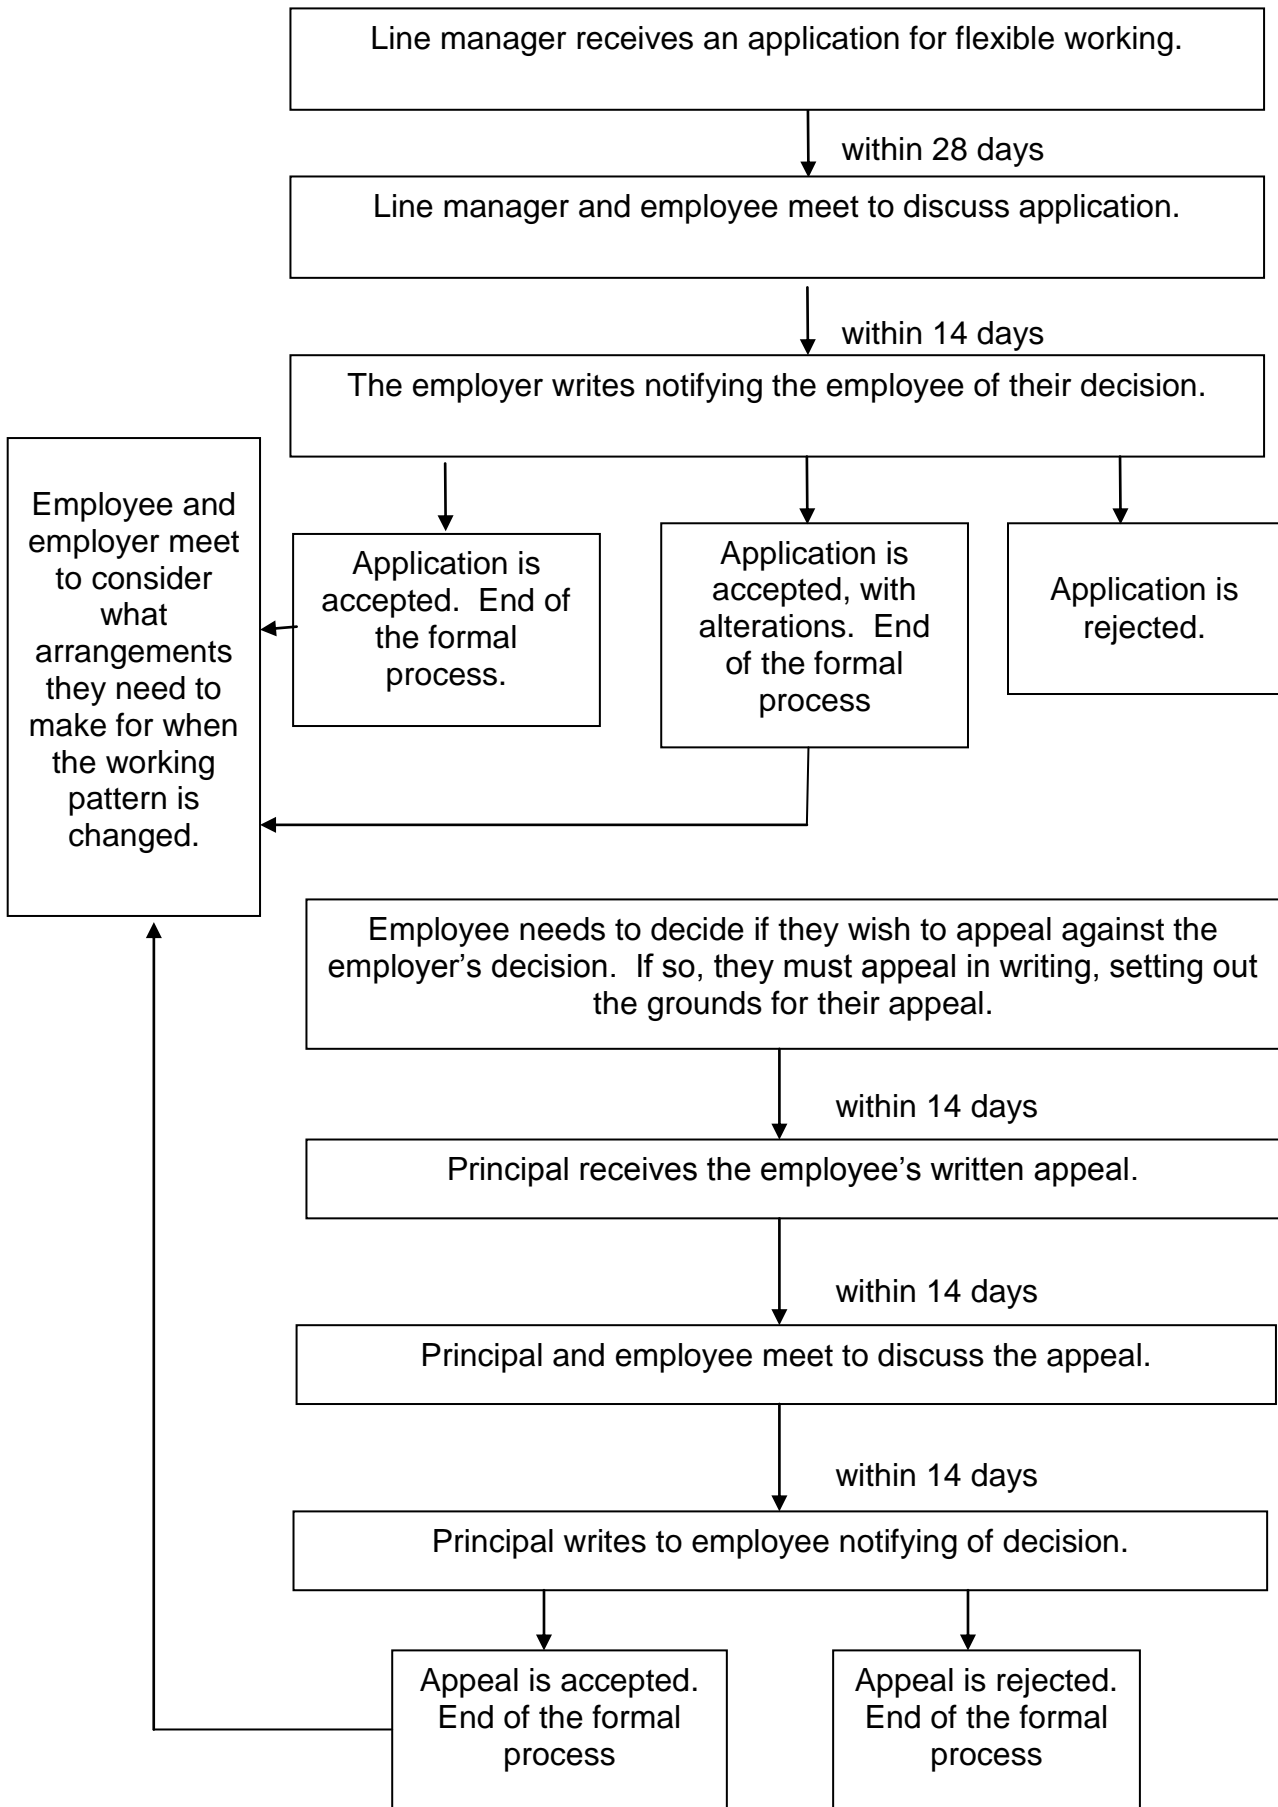 Line manager receives an application for flexible working.
within 28 days
Line manager and employee meet to discuss application.
within 14 days
The employer writes notifying the employee of their decision.
Employee and
employer meet
to consider
what
arrangements
they need to
make for when
the working
pattern is
changed.
Application is
accepted.  End of
the formal
process.
Application is
accepted, with
alterations.  End
of the formal
process
Application is
rejected.
Employee needs to decide if they wish to appeal against the
employer’s decision.  If so, they must appeal in writing, setting out
the grounds for their appeal.
within 14 days
Principal receives the employee’s written appeal.
within 14 days
Principal and employee meet to discuss the appeal.
within 14 days
Principal writes to employee notifying of decision.
Appeal is accepted.
End of the formal
process
Appeal is rejected.
End of the formal
process